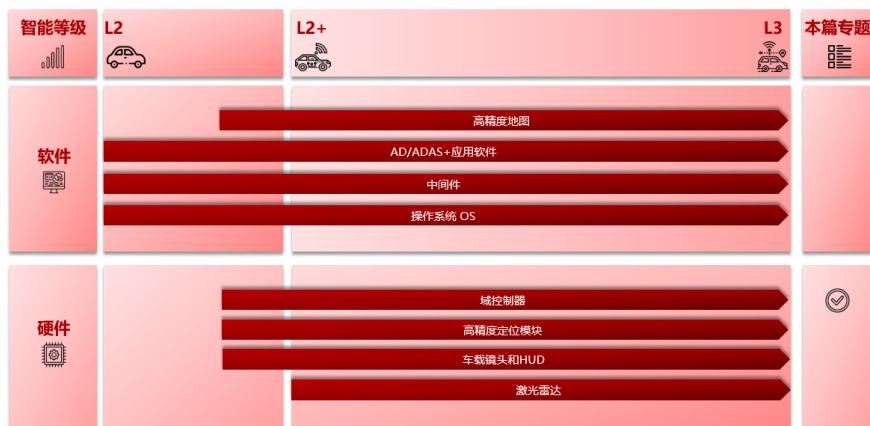 智能等级
L2
L2+
L3
本篇专题
软件
高精度地图
AD/ADAS+应用软件
中间件
操作系统 OS
硬件
域控制器
高精度定位模块
车载镜头和HUD
激光雷达